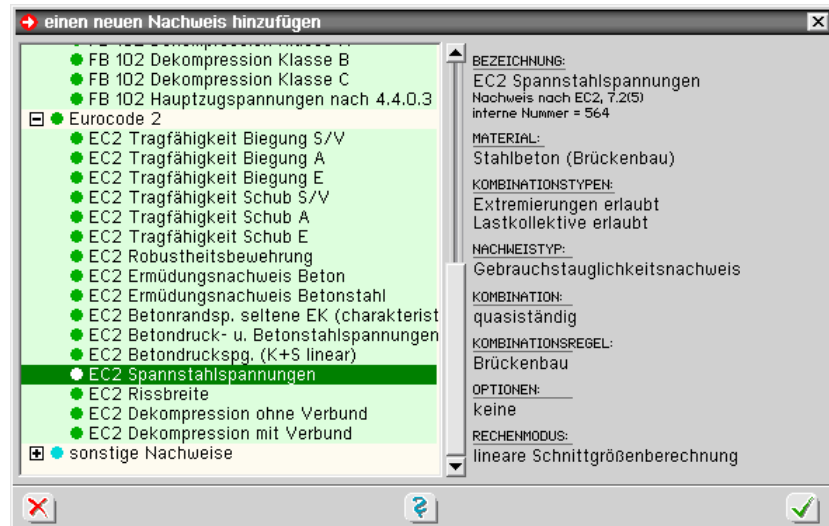 einen neuen Nachweis hinzufügen
FB 102 Dekompression Klasse B
FB 102 Dekompression Klasse C
FB 102 Hauptzugspannungen nach 4.4.0.3
Eurocode 2
EC2 Tragfähigkeit Biegung S/V
EC2 Tragfähigkeit Biegung A
EC2 Tragfähigkeit Biegung E
EC2 Tragfähigkeit Schub S/V
EC2 Tragfähigkeit Schub A
EC2 Tragfähigkeit Schub E
EC2 Robustheitsbewehrung
EC2 Ermüdungsnachweis Beton
EC2 Ermüdungsnachweis Betonstahl
EC2 Betonrandsp. seltene EK (charakterist
EC2 Betondruck- u. Betonstahlspannungen
EC2 Betondruckspg. (K+S linear)
EC2 Spannstahlspannungen
EC2 Rissbreite
EC2 Dekompression ohne Verbund
EC2 Dekompression mit Verbund
sonstige Nachweise
BEZEICHNUNG:
EC2 Spannstahlspannungen
Nachweis nach EC2, 7.2(5)
interne Nummer = 564
MATERIAL:
Stahlbeton (Brückenbau)
KOMBINATIONSTYPEN:
Extremierungen erlaubt
Lastkollektive erlaubt
NACHWEISTYP:
Gebrauchstauglichkeitsnachweis
KOMBINATION:
quasiständig
KOMBINATIONSREGEL:
Brückenbau
OPTIONEN:
keine
RECHENMODUS:
lineare Schnittgrößenberechnung